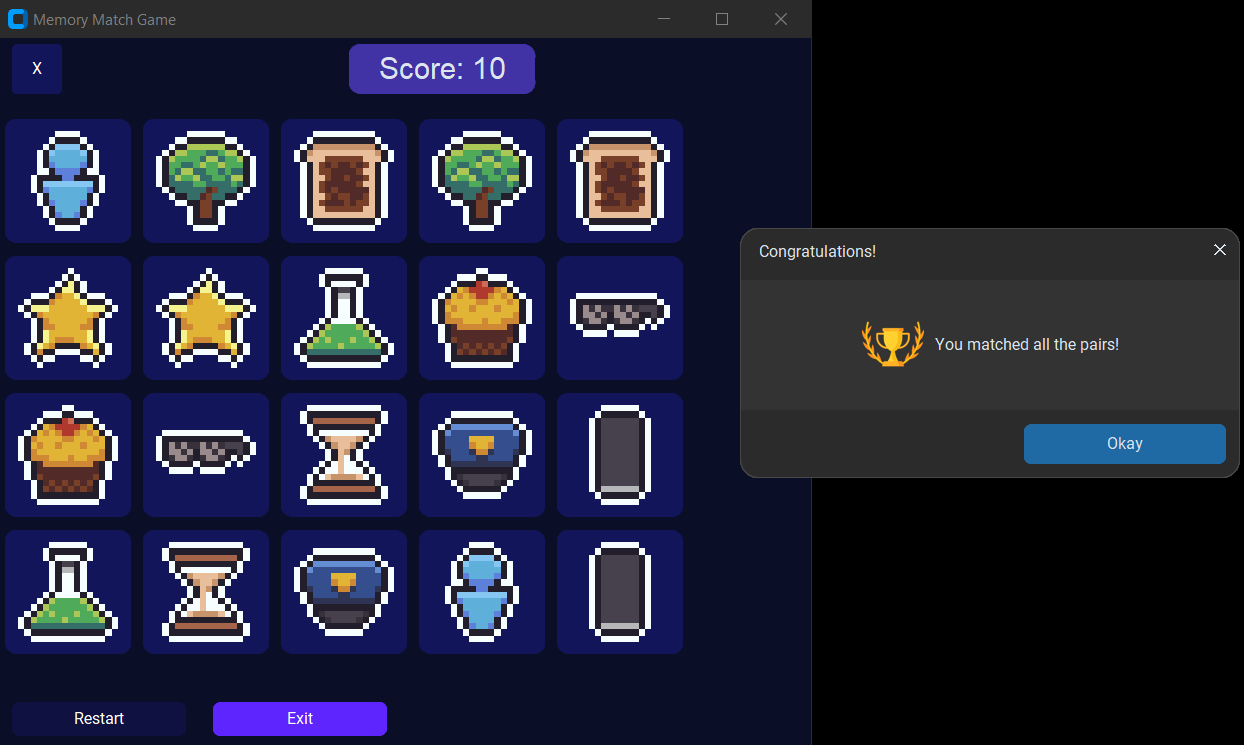 Memory Match Game
X
Score: 10
Congratulations!
You matched all the pairs!
Okay
Restart
Exit